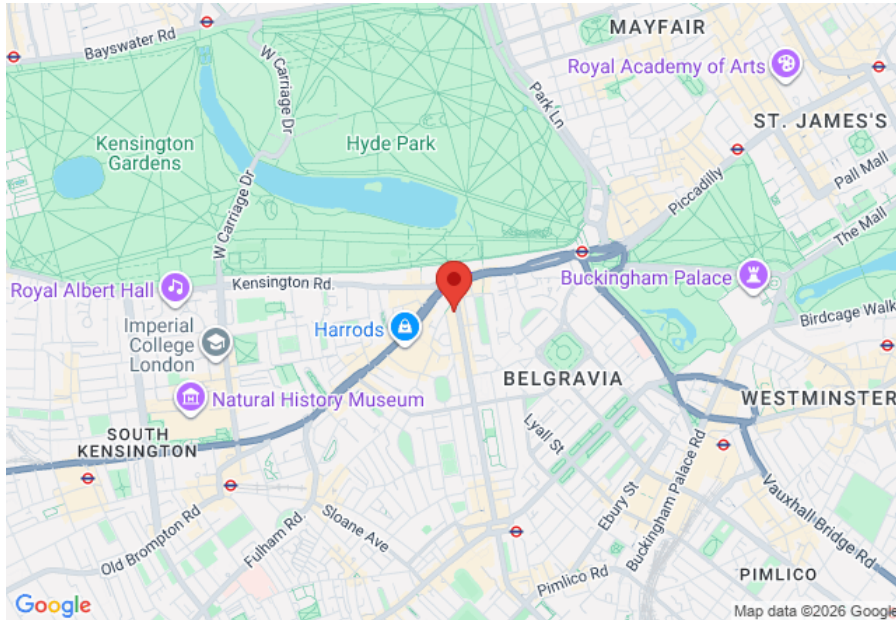 MAYFAIR
Bayswater Rd
W Carriage Dr
Royal Academy of Arts
Park Ln
ST. JAMES'S
Kensington
Gardens
Hyde Park
Pall Mall
W Carriage Dr
Piccadilly
The Mall
Kensington Rd.
Royal Albert Hall
Buckingham Palace
Birdcage Walk
Imperial
College
London
Harrods
BELGRAVIA
Natural History Museum
WESTMINSTER
SOUTH
KENSINGTON
Lyall St
Buckingham Palace Rd
Ebury St
Vauxhall Bridge Rd
Old Brompton Rd
Fulham Rd.
Sloane Ave
Pimlico Rd
PIMLICO
Google
Map data ©2026 Google